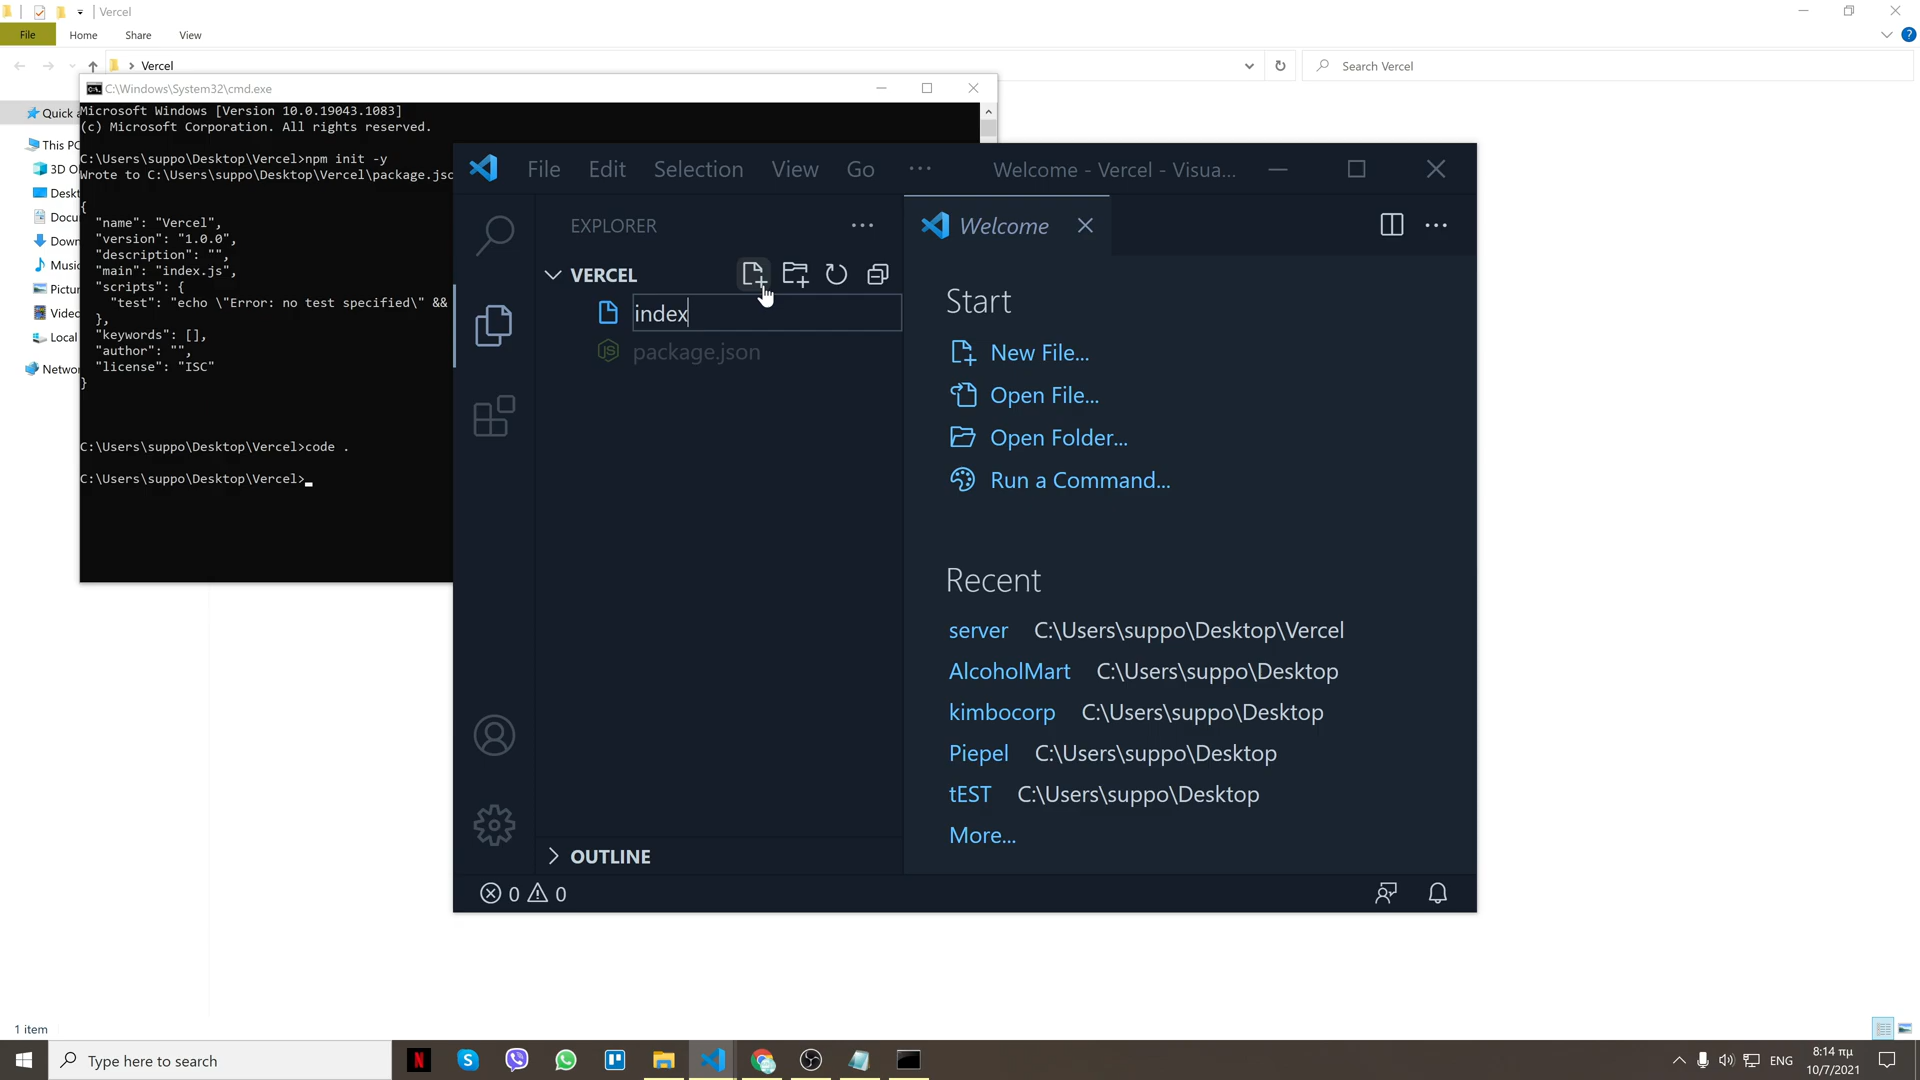 Vercel
File
Home
Share
View
Vercel
Search Vercel
C:\Windows\System32\cmd.exe
Quick a
This PC
3D O
Deskt
Docu
Down
Music
Pictur
Video
Local
Netwo
Microsoft Windows [Version 10.0.19043.1083]
(c) Microsoft Corporation. All rights reserved.
C:\Users\suppo\Desktop\Vercel>npm init -y
Wrote to C:\Users\suppo\Desktop\Vercel\package.jso
{
"name": "Vercel",
"version": "1.0.0",
"description": "",
"main": "index.js",
"scripts": {
"test": "echo \"Error: no test specified\" &&
},
"keywords": [],
"author": "",
"license": "ISC"
}
C:\Users\suppo\Desktop\Vercel>code .
C:\Users\suppo\Desktop\Vercel>
File Edit Selection View Go ···
Welcome - Vercel - Visua...
EXPLORER
VERCEL
index
package.json
OUTLINE
Welcome
Start
New File...
Open File...
Open Folder...
Run a Command...
Recent
server C:\Users\suppo\Desktop\Vercel
AlcoholMart C:\Users\suppo\Desktop
kimbocorp C:\Users\suppo\Desktop
Piepel C:\Users\suppo\Desktop
tEST C:\Users\suppo\Desktop
More...
0 0
1 item
Type here to search
ENG
8:14 πμ
10/7/2021